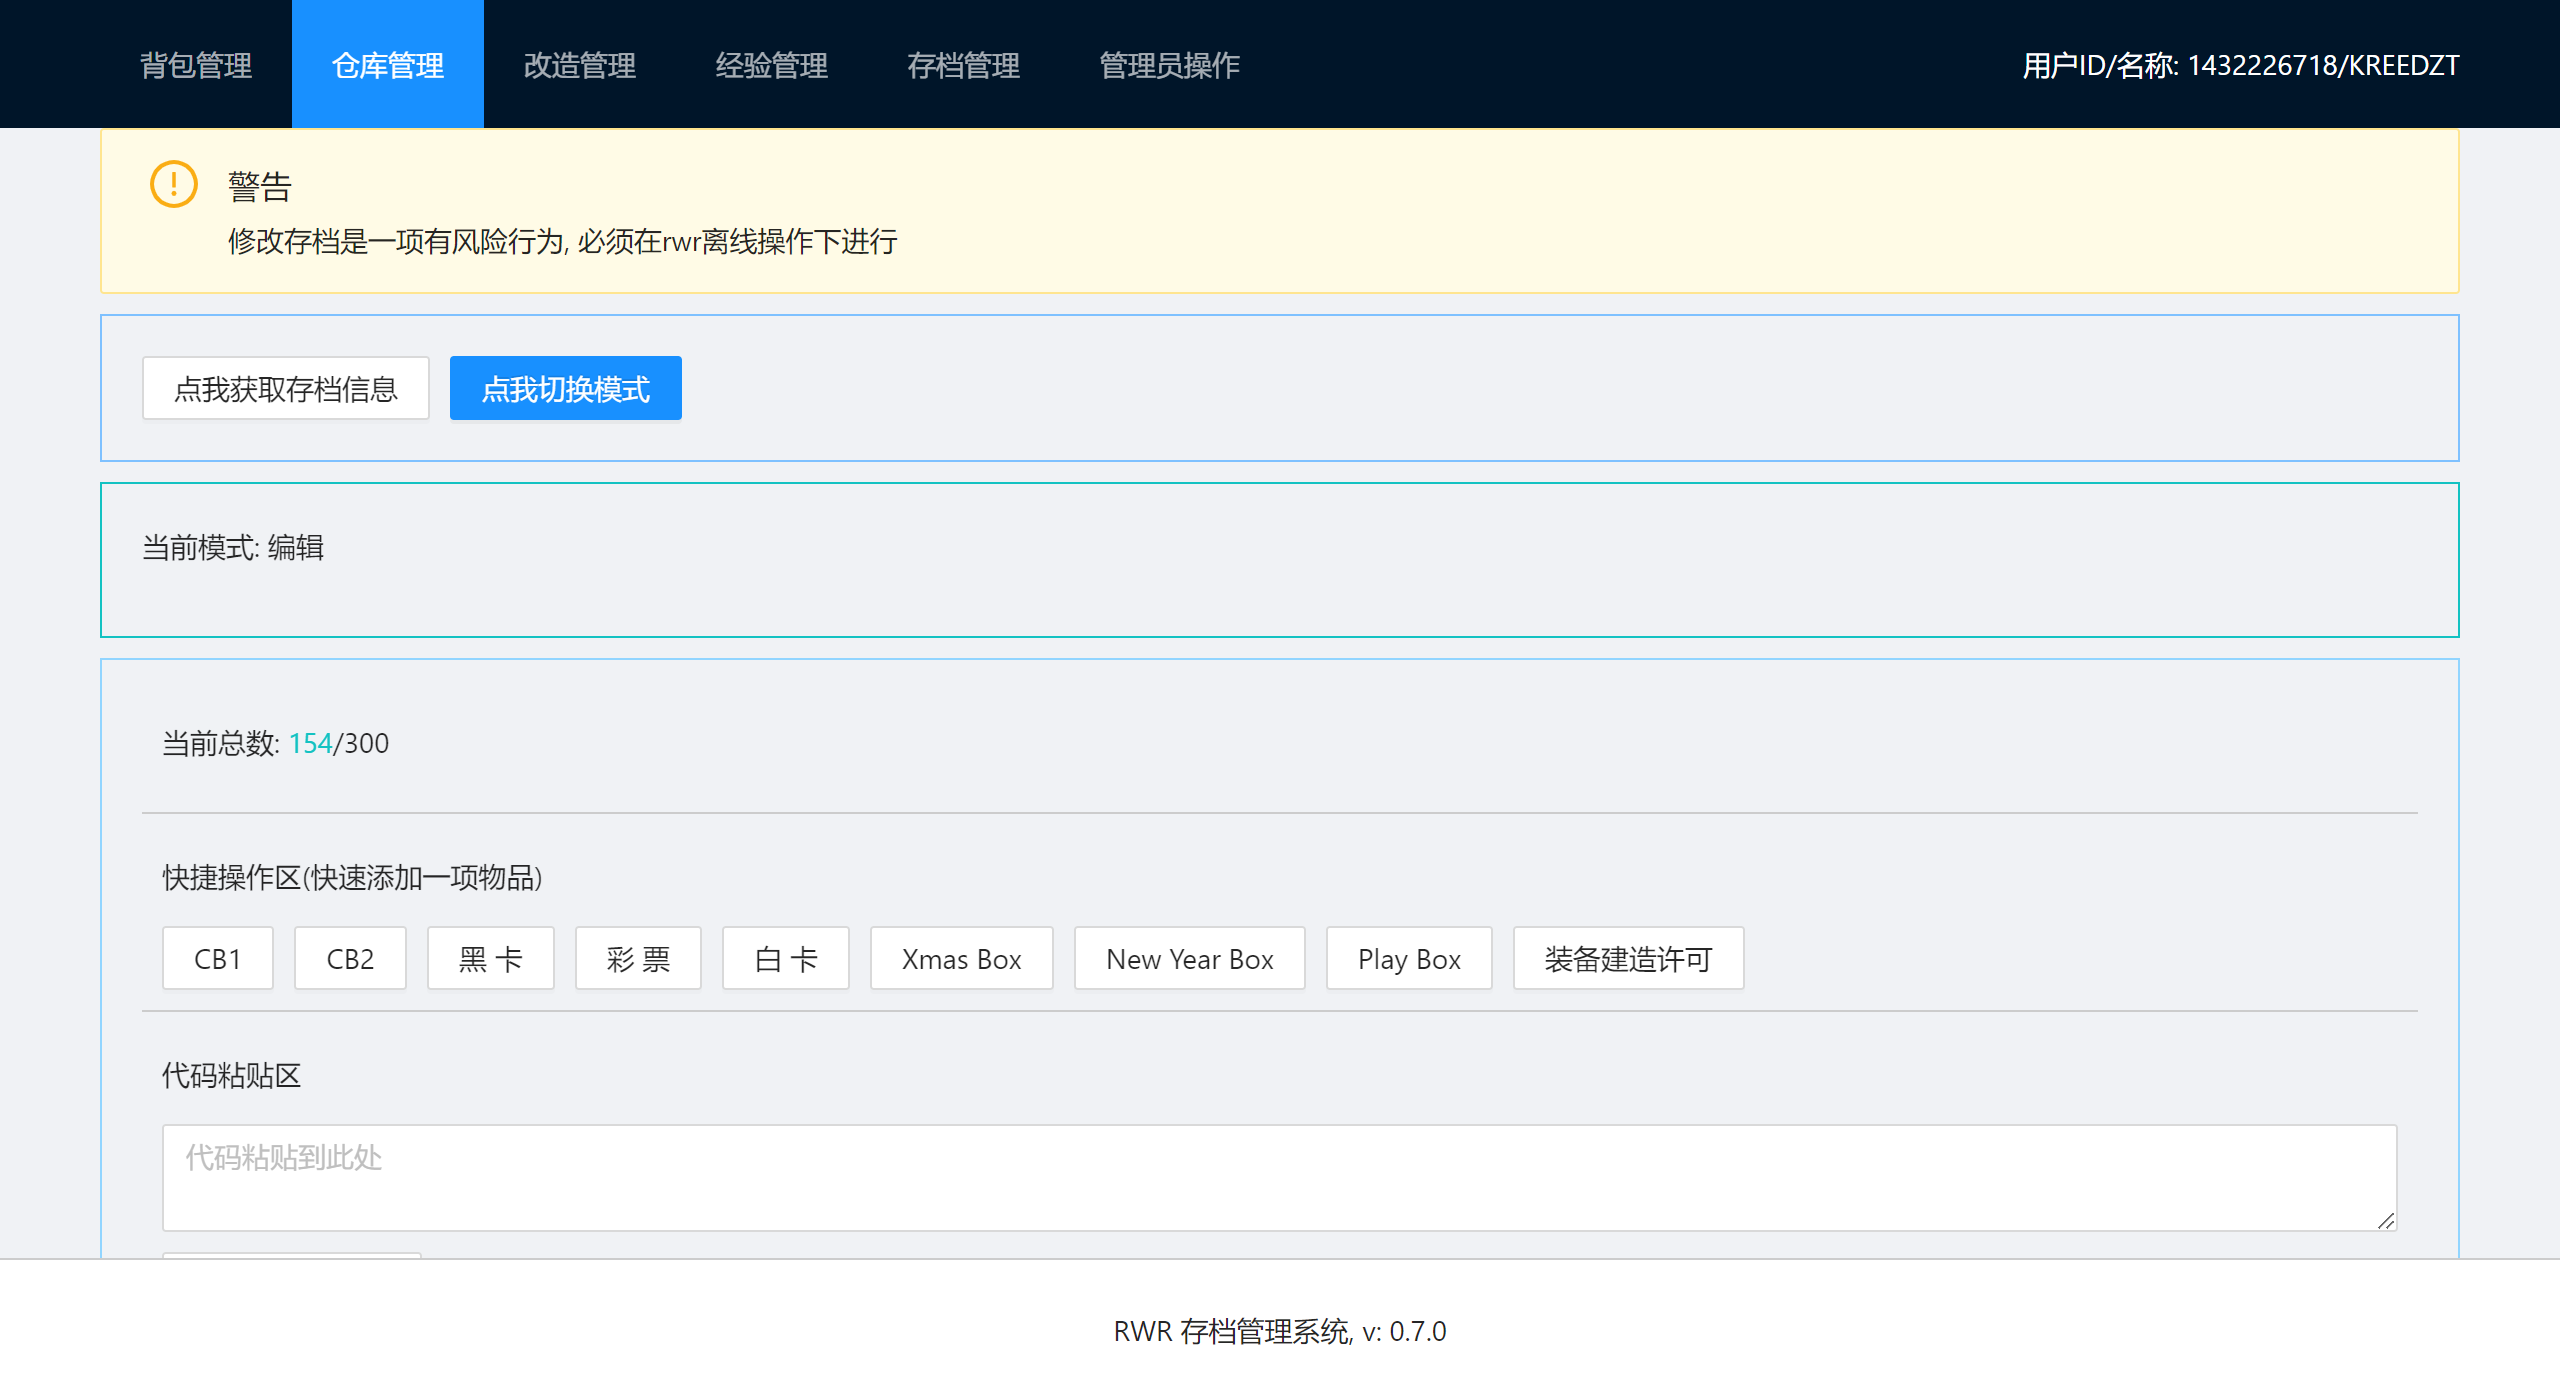 背包管理 仓库管理 改造管理 经验管理 存档管理 管理员操作 用户ID/名称: 1432226718/KREEDZT
警告
修改存档是一项有风险行为, 必须在rwr离线操作下进行
点我获取存档信息 点我切换模式
当前模式: 编辑
当前总数: 154/300
快捷操作区(快速添加一项物品)
CB1 CB2 黑 卡 彩 票 白 卡 Xmas Box New Year Box Play Box 装备建造许可
代码粘贴区
代码粘贴到此处
RWR 存档管理系统, v: 0.7.0